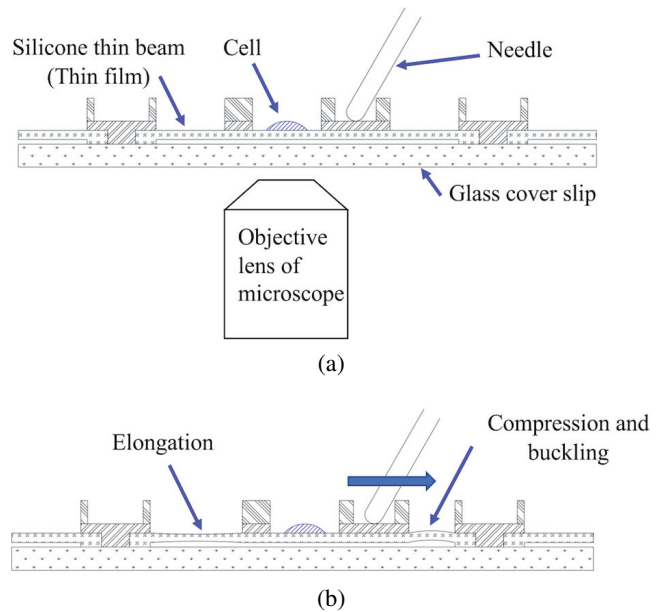 Silicone thin beam
(Thin film)
Cell
Needle
Glass cover slip
Objective
lens of
microscope
(a)
Elongation
Compression and
buckling
(b)